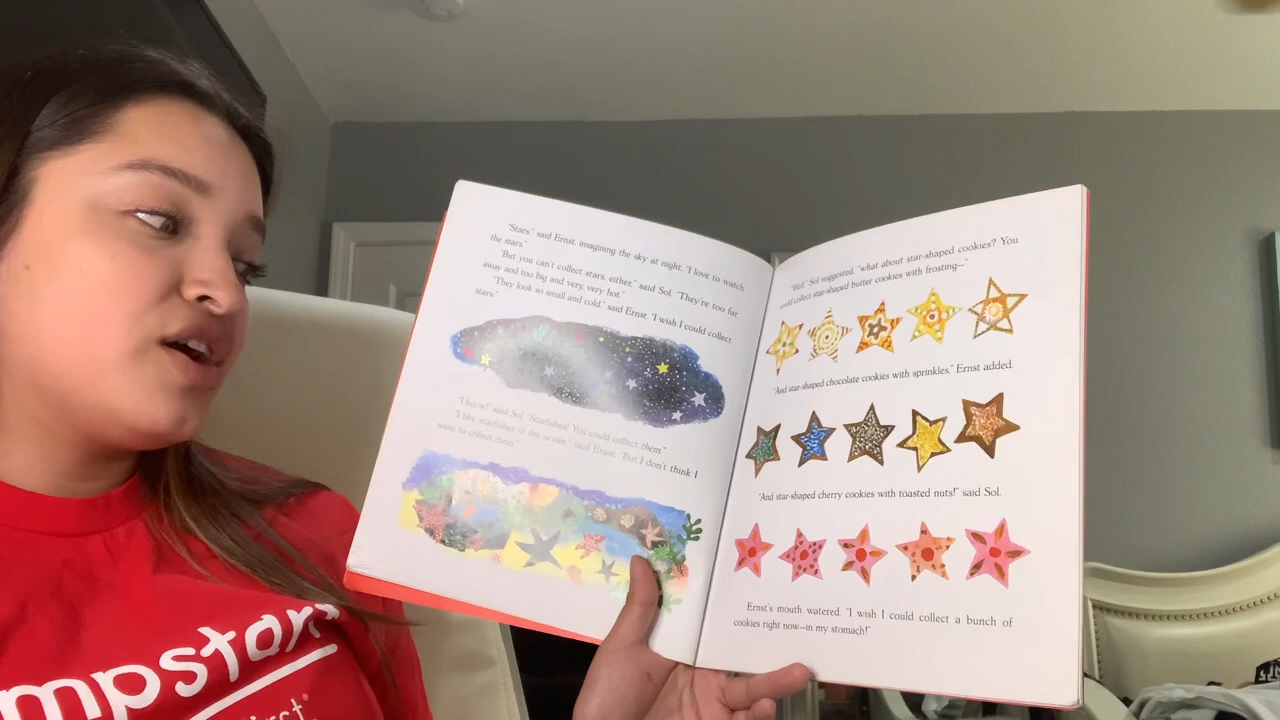 "Stars," said Ernst, imagining the sky at night. "I love to watch
the stars."
"But you can't collect stars, either," said Sol. "They're too far
away and too big and very, very hot."
"They look so small and cold," said Ernst. "I wish I could collect
stars."
"I know!" said Sol. "Starfishes! You could collect them."
"I like starfishes in the ocean," said Ernst. "But I don't think I
want to collect them."
"Well," Sol suggested, "what about star-shaped cookies? You
could collect star-shaped butter cookies with frosting—"
"And star-shaped chocolate cookies with sprinkles," Ernst added.
"And star-shaped cherry cookies with toasted nuts!" said Sol.
Ernst's mouth watered. "I wish I could collect a bunch of
cookies right now—in my stomach!"
mpstart